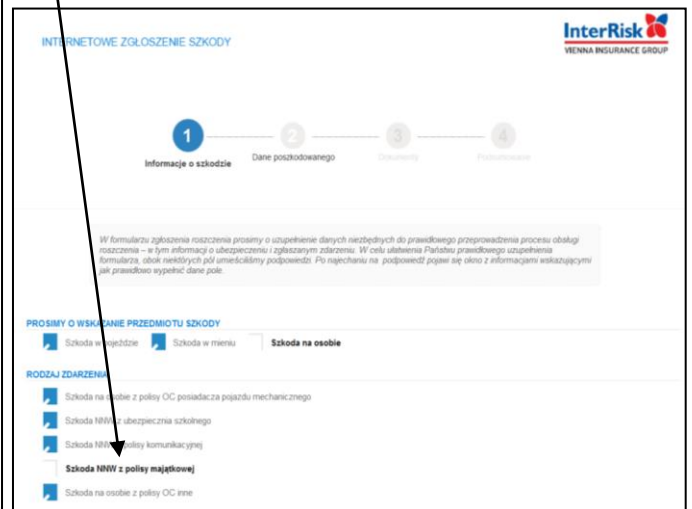 INTERNETOWE ZGŁOSZENIE SZKODY
InterRisk
VIENNA INSURANCE GROUP
1
2
3
4
Informacje o szkodzie
Dane poszkodowanego
Dokumenty
Podsumowanie
W formularzu zgłoszenia roszczenia prosimy o uzupełnienie danych niezbędnych do prawidłowego przeprowadzenia procesu obsługi
roszczenia – w tym informacji o ubezpieczeniu i zgłaszanym zdarzeniu. W celu ułatwienia Państwu prawidłowego uzupełnienia
formularza, obok niektórych pól umieściliśmy podpowiedzi. Po najechaniu na podpowiedź pojawi się okno z informacjami wskazującymi
jak prawidłowo wypełnić dane pole.
PROSIMY O WSKAZANIE PRZEDMIOTU SZKODY
Szkoda w pojeździe Szkoda w mieniu Szkoda na osobie
RODZAJ ZDARZENIA
Szkoda na osobie z polisy OC posiadacza pojazdu mechanicznego
Szkoda NNW z ubezpiecznia szkolnego
Szkoda NNW z polisy komunikacyjnej
Szkoda NNW z polisy majątkowej
Szkoda na osobie z polisy OC inne